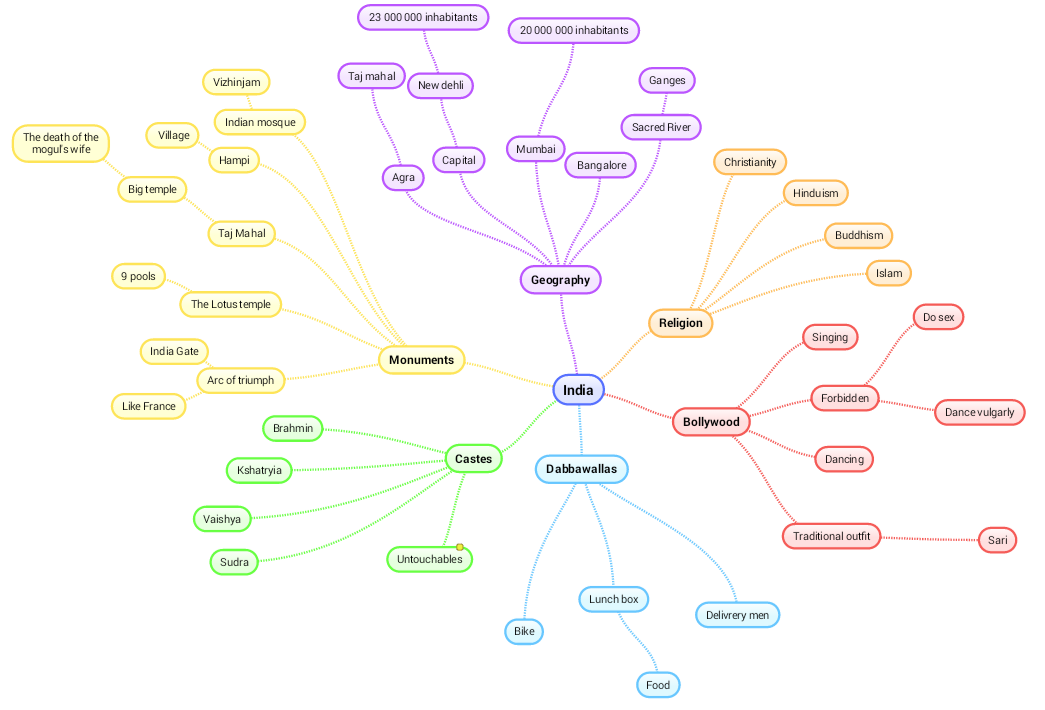 23 000 000 inhabitants
20 000 000 inhabitants
Taj mahal
New dehli
Ganges
Vizhinjam
Indian mosque
Sacred River
The death of the
mogul's wife
Village
Hampi
Mumbai
Capital
Bangalore
Agra
Christianity
Big temple
Hinduism
Taj Mahal
Buddhism
9 pools
Geography
Islam
The Lotus temple
Religion
Do sex
Singing
India Gate
Monuments
Arc of triumph
India
Forbidden
Like France
Dance vulgarly
Bollywood
Brahmin
Castes
Dancing
Kshatryia
Dabbawallas
Vaishya
Traditional outfit
Sari
Sudra
Untouchables
Lunch box
Delivrery men
Bike
Food